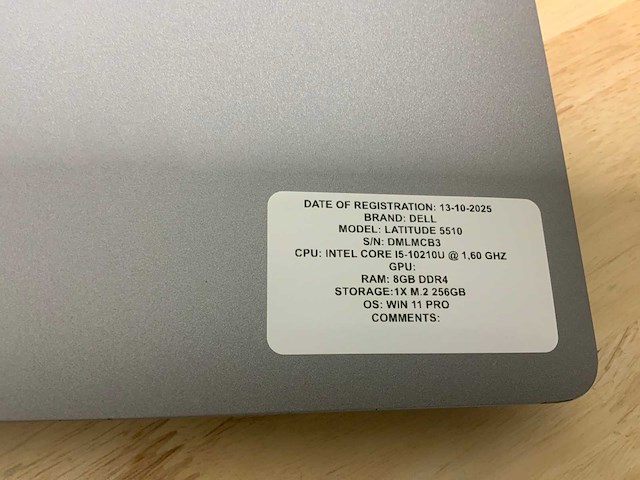 DATE OF REGISTRATION: 13-10-2025
BRAND: DELL
MODEL: LATITUDE 5510
S/N: DMLMCB3
CPU: INTEL CORE I5-10210U @ 1,60 GHZ
GPU:
RAM: 8GB DDR4
STORAGE:1X M.2 256GB
OS: WIN 11 PRO
COMMENTS: